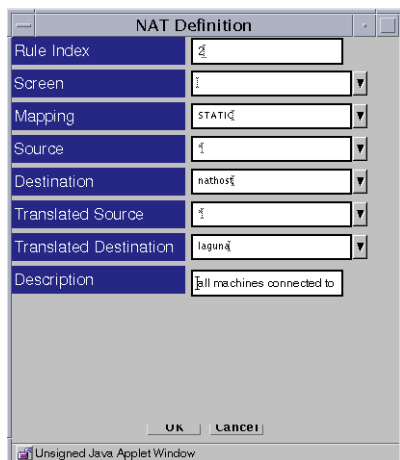 NAT Definition
Rule Index 2
Screen
Mapping STATIC
Source *
Destination nathost
Translated Source *
Translated Destination laguna
Description all machines connected to
OK Cancel
Unsigned Java Applet Window